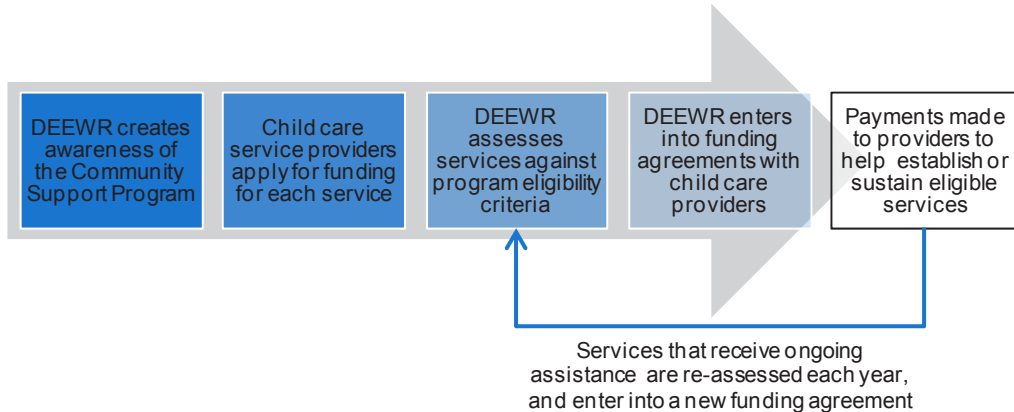 DEEWR creates
awareness of
the Community
Support Program
Child care
service providers
apply for funding
for each service
DEEWR
assesses
services against
program eligibility
criteria
DEEWR enters
into funding
agreements with
child care
providers
Payments made
to providers to
help establish or
sustain eligible
services
Services that receive ongoing
assistance are re-assessed each year,
and enter into a new funding agreement